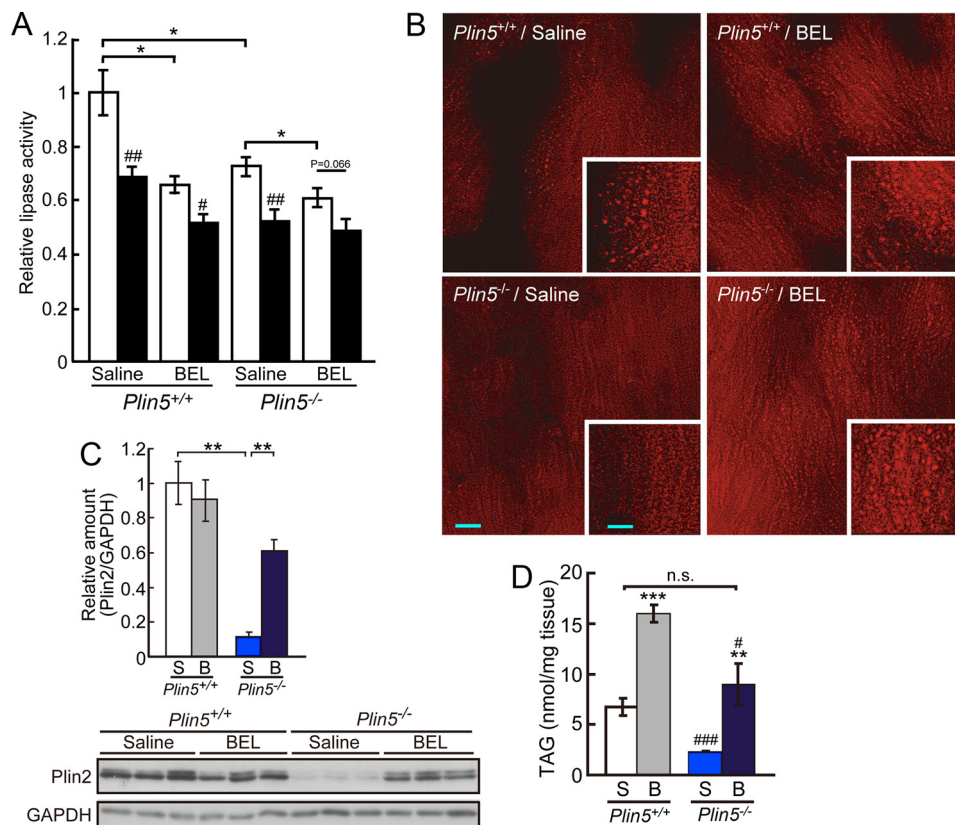 A
Relative lipase activity
1.2
1
0.8
0.6
0.4
0.2
0
*
*
*
##
#
##
P=0.066
Saline BEL Saline BEL
Plin5+/+ Plin5-/-
B
Plin5+/+ / Saline
Plin5+/+ / BEL
Plin5-/- / Saline
Plin5-/- / BEL
C
Relative amount
(Plin2/GAPDH)
1.2
1
0.8
0.6
0.4
0.2
0
** **
S B S B
Plin5+/+ Plin5-/-
Plin5+/+ Plin5-/-
Saline BEL Saline BEL
Plin2
GAPDH
D
TAG (nmol/mg tissue)
20
15
10
5
0
n.s.
***
#
**
###
S B S B
Plin5+/+ Plin5-/-